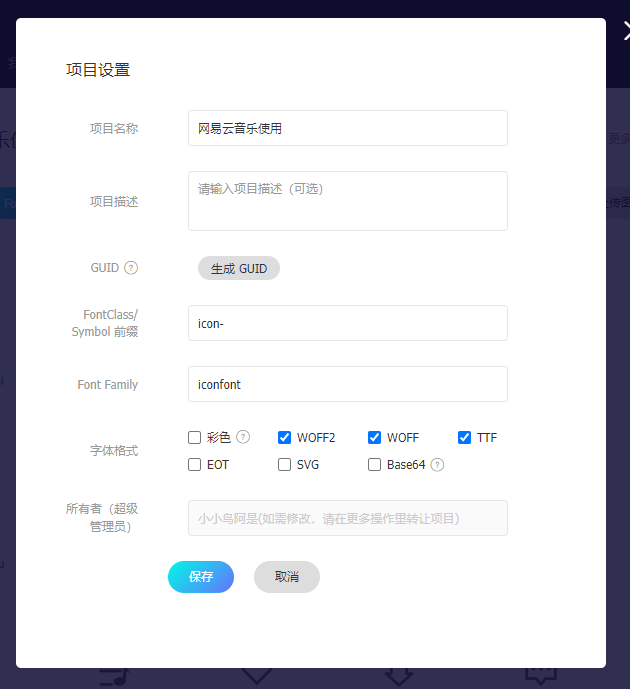 项目设置
项目名称
网易云音乐使用
项目描述
请输入项目描述（可选）
GUID ?
生成 GUID
FontClass/
Symbol 前缀
icon-
Font Family
iconfont
字体格式
彩色 ? WOFF2 WOFF TTF
EOT SVG Base64 ?
所有者（超级
管理员）
小小鸟阿是(如需修改，请在更多操作里转让项目)
保存 取消
更多